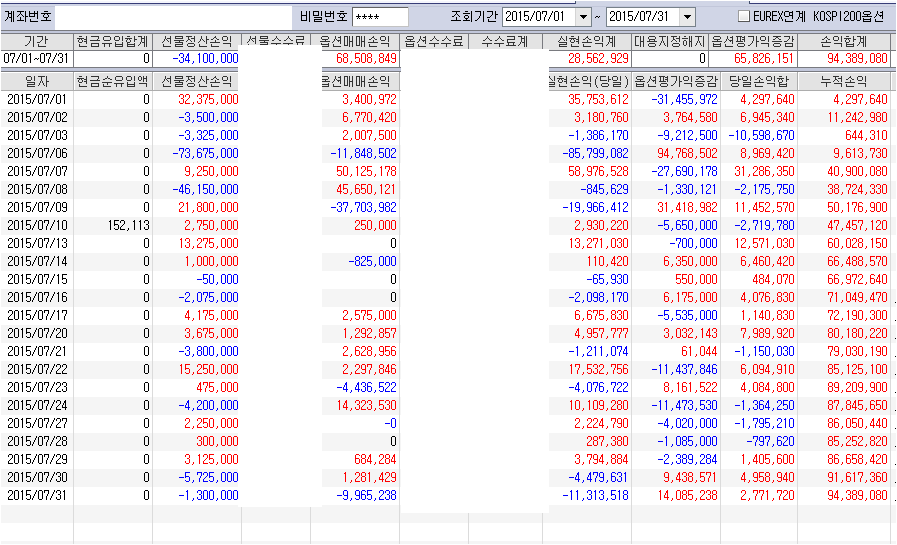 계좌번호 비밀번호 **** 조회기간 2015/07/01 ~ 2015/07/31 EUREX연계 KOSPI200옵션
기간 현금유입합계 선물정산손익 선물수수료 옵션매매손익 옵션수수료 수수료계 실현손익계 대용지정해지 옵션평가익증감 손익합계
07/01~07/31 0 -34,100,000 68,508,849 28,562,929 0 65,826,151 94,389,080
일자 현금순유입액 선물정산손익 옵션매매손익 실현손익(당일) 옵션평가익증감 당일손익합 누적손익
2015/07/01 0 32,375,000 3,400,972 35,753,612 -31,455,972 4,297,640 4,297,640
2015/07/02 0 -3,500,000 6,770,420 3,180,760 3,764,580 6,945,340 11,242,980
2015/07/03 0 -3,325,000 2,007,500 -1,386,170 -9,212,500 -10,598,670 644,310
2015/07/06 0 -73,675,000 -11,848,502 -85,799,082 94,768,502 8,969,420 9,613,730
2015/07/07 0 9,250,000 50,125,178 58,976,528 -27,690,178 31,286,350 40,900,080
2015/07/08 0 -46,150,000 45,650,121 -845,629 -1,330,121 -2,175,750 38,724,330
2015/07/09 0 21,800,000 -37,703,982 -19,966,412 31,418,982 11,452,570 50,176,900
2015/07/10 152,113 2,750,000 250,000 2,930,220 -5,650,000 -2,719,780 47,457,120
2015/07/13 0 13,275,000 0 13,271,030 -700,000 12,571,030 60,028,150
2015/07/14 0 1,000,000 -825,000 110,420 6,350,000 6,460,420 66,488,570
2015/07/15 0 -50,000 0 -65,930 550,000 484,070 66,972,640
2015/07/16 0 -2,075,000 0 -2,098,170 6,175,000 4,076,830 71,049,470
2015/07/17 0 4,175,000 2,575,000 6,675,830 -5,535,000 1,140,830 72,190,300
2015/07/20 0 3,675,000 1,292,857 4,957,777 3,032,143 7,989,920 80,180,220
2015/07/21 0 -3,800,000 2,628,956 -1,211,074 61,044 -1,150,030 79,030,190
2015/07/22 0 15,250,000 2,297,846 17,532,756 -11,437,846 6,094,910 85,125,100
2015/07/23 0 475,000 -4,436,522 -4,076,722 8,161,522 4,084,800 89,209,900
2015/07/24 0 -4,200,000 14,323,530 10,109,280 -11,473,530 -1,364,250 87,845,650
2015/07/27 0 2,250,000 -0 2,224,790 -4,020,000 -1,795,210 86,050,440
2015/07/28 0 300,000 0 287,380 -1,085,000 -797,620 85,252,820
2015/07/29 0 3,125,000 684,284 3,794,884 -2,389,284 1,405,600 86,658,420
2015/07/30 0 -5,725,000 1,281,429 -4,479,631 9,438,571 4,958,940 91,617,360
2015/07/31 0 -1,300,000 -9,965,238 -11,313,518 14,085,238 2,771,720 94,389,080